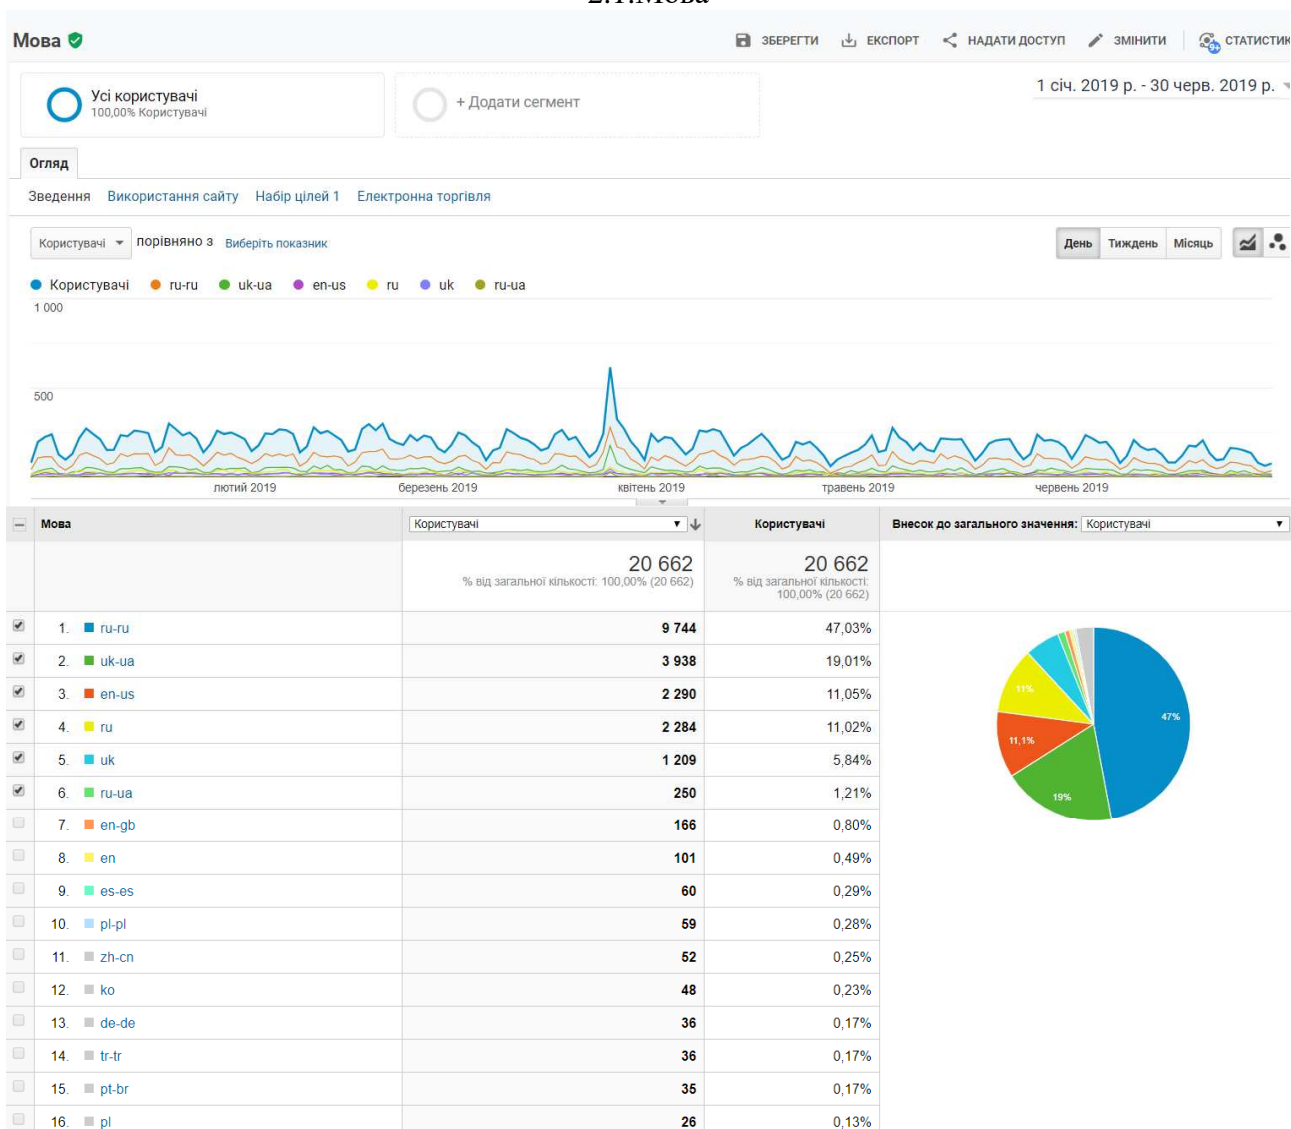 2.1.Мова
Мова
ЗБЕРЕГТИ ЕКСПОРТ НАДАТИ ДОСТУП ЗМІНИТИ 9+ СТАТИСТИК
Усі користувачі
100,00% Користувачі
+ Додати сегмент
1 січ. 2019 р. - 30 черв. 2019 р.
Огляд
Зведення Використання сайту Набір цілей 1 Електронна торгівля
Користувачі порівняно з Виберіть показник
День Тиждень Місяць
Користувачі ru-ru uk-ua en-us ru uk ru-ua
1 000
500
лютий 2019 березень 2019 квітень 2019 травень 2019 червень 2019
Мова Користувачі Користувачі Внесок до загального значення: Користувачі
20 662 20 662
% від загальної кількості: 100,00% (20 662) % від загальної кількості:
100,00% (20 662)
1. ru-ru 9 744 47,03%
2. uk-ua 3 938 19,01%
3. en-us 2 290 11,05%
4. ru 2 284 11,02%
5. uk 1 209 5,84%
6. ru-ua 250 1,21%
7. en-gb 166 0,80%
8. en 101 0,49%
9. es-es 60 0,29%
10. pl-pl 59 0,28%
11. zh-cn 52 0,25%
12. ko 48 0,23%
13. de-de 36 0,17%
14. tr-tr 36 0,17%
15. pt-br 35 0,17%
16. pl 26 0,13%
11%
47%
11,1%
19%